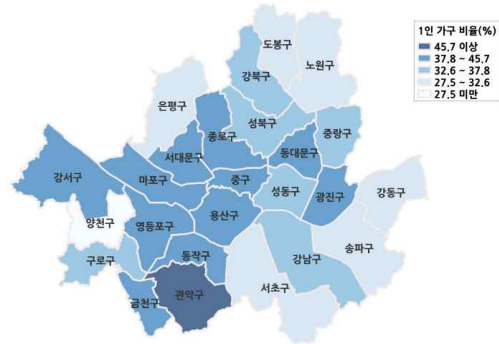 1인 가구 비율(%)
45.7 이상
37.8 ~ 45.7
32.6 ~ 37.8
27.5 ~ 32.6
27.5 미만
도봉구
노원구
강북구
은평구
성북구
종로구
중랑구
서대문구
동대문구
강서구
마포구
중구
성동구
광진구
강동구
양천구
영등포구
용산구
송파구
구로구
동작구
강남구
서초구
금천구
관악구